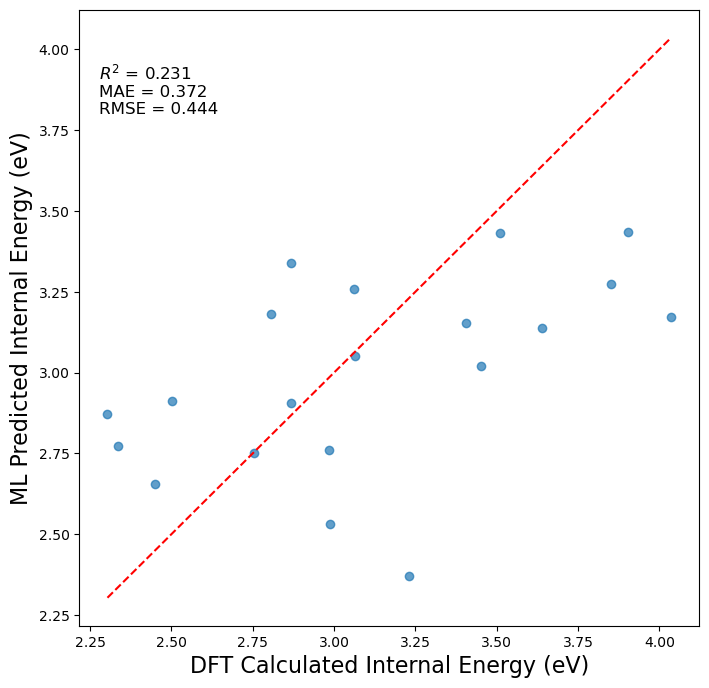 R² = 0.231
MAE = 0.372
RMSE = 0.444
4.00
3.75
3.50
3.25
3.00
2.75
2.50
2.25
ML Predicted Internal Energy (eV)
2.25 2.50 2.75 3.00 3.25 3.50 3.75 4.00
DFT Calculated Internal Energy (eV)